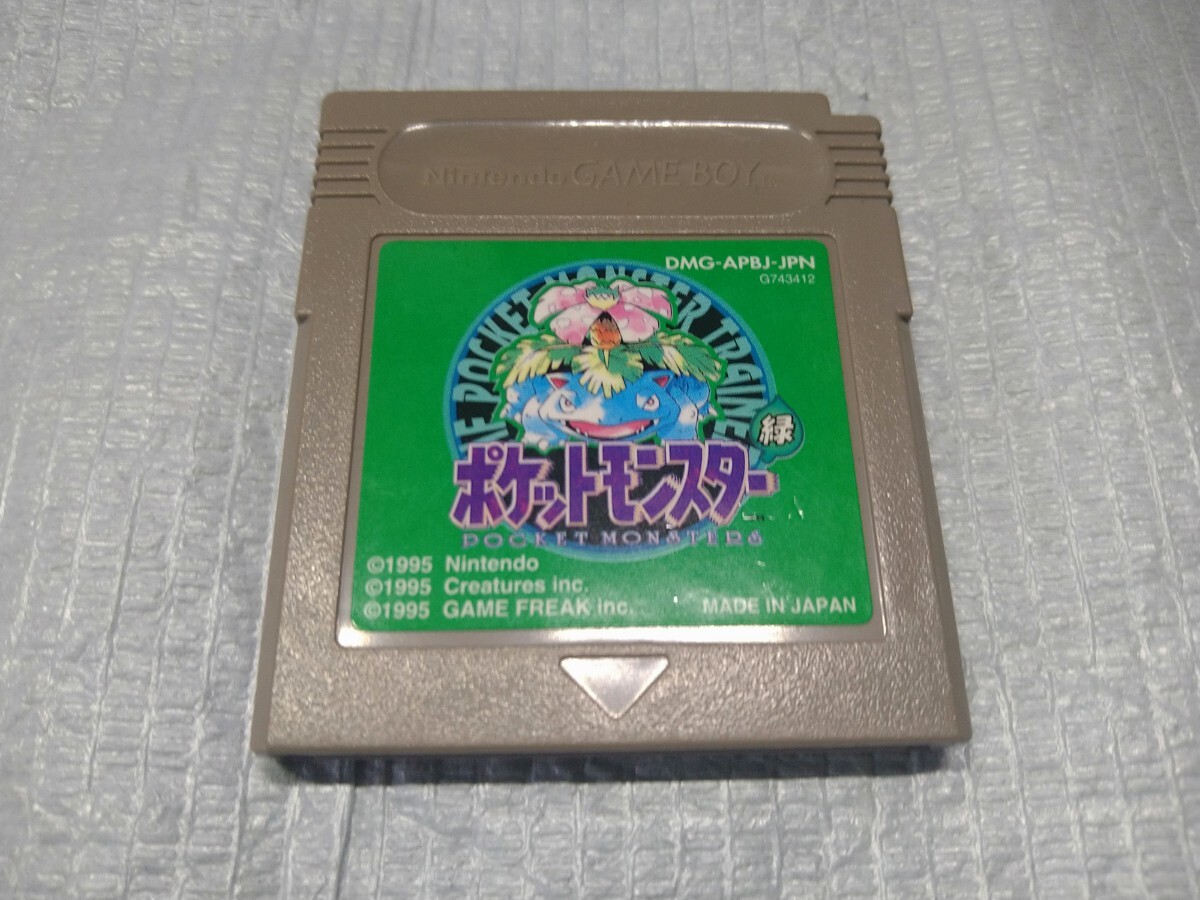 Nintendo GAME BOY
DMG-APBJ-JPN
G743412
POCKET MONSTER TRAINER
緑
ポケットモンスター
POCKET MONSTERS
©1995 Nintendo
©1995 Creatures inc.
©1995 GAME FREAK inc.
MADE IN JAPAN